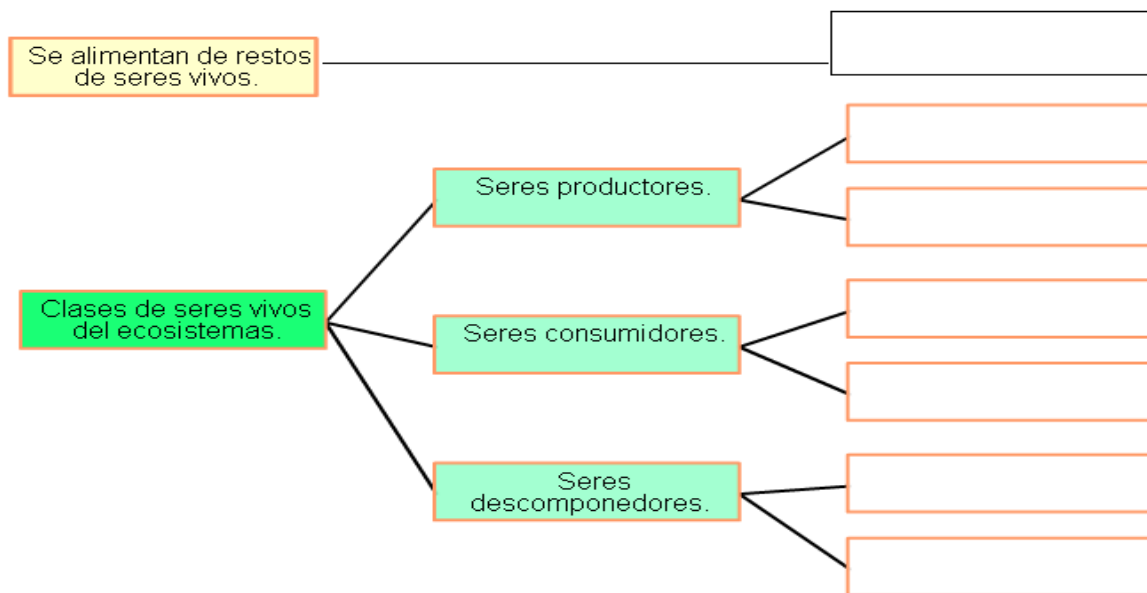 Se alimentan de restos
de seres vivos.
Seres productores.
Clases de seres vivos
del ecosistemas.
Seres consumidores.
Seres
descomponedores.